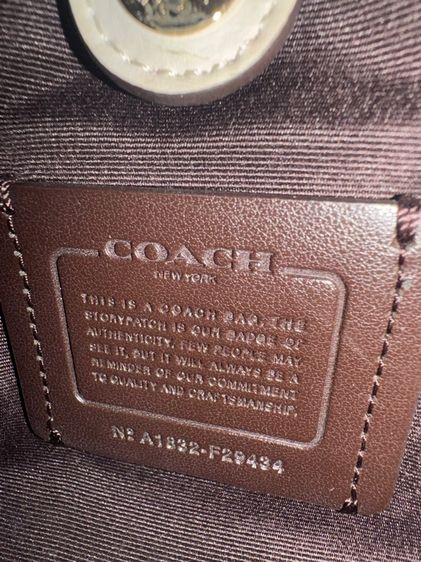 COACH
NEW YORK
THIS IS A COACH BAG. THE
STORYPATCH IS OUR BADGE OF
AUTHENTICITY. FEW PEOPLE MAY
SEE IT, BUT IT WILL ALWAYS BE A
REMINDER OF OUR COMMITMENT
TO QUALITY AND CRAFTSMANSHIP.
Nº A1832-F29434